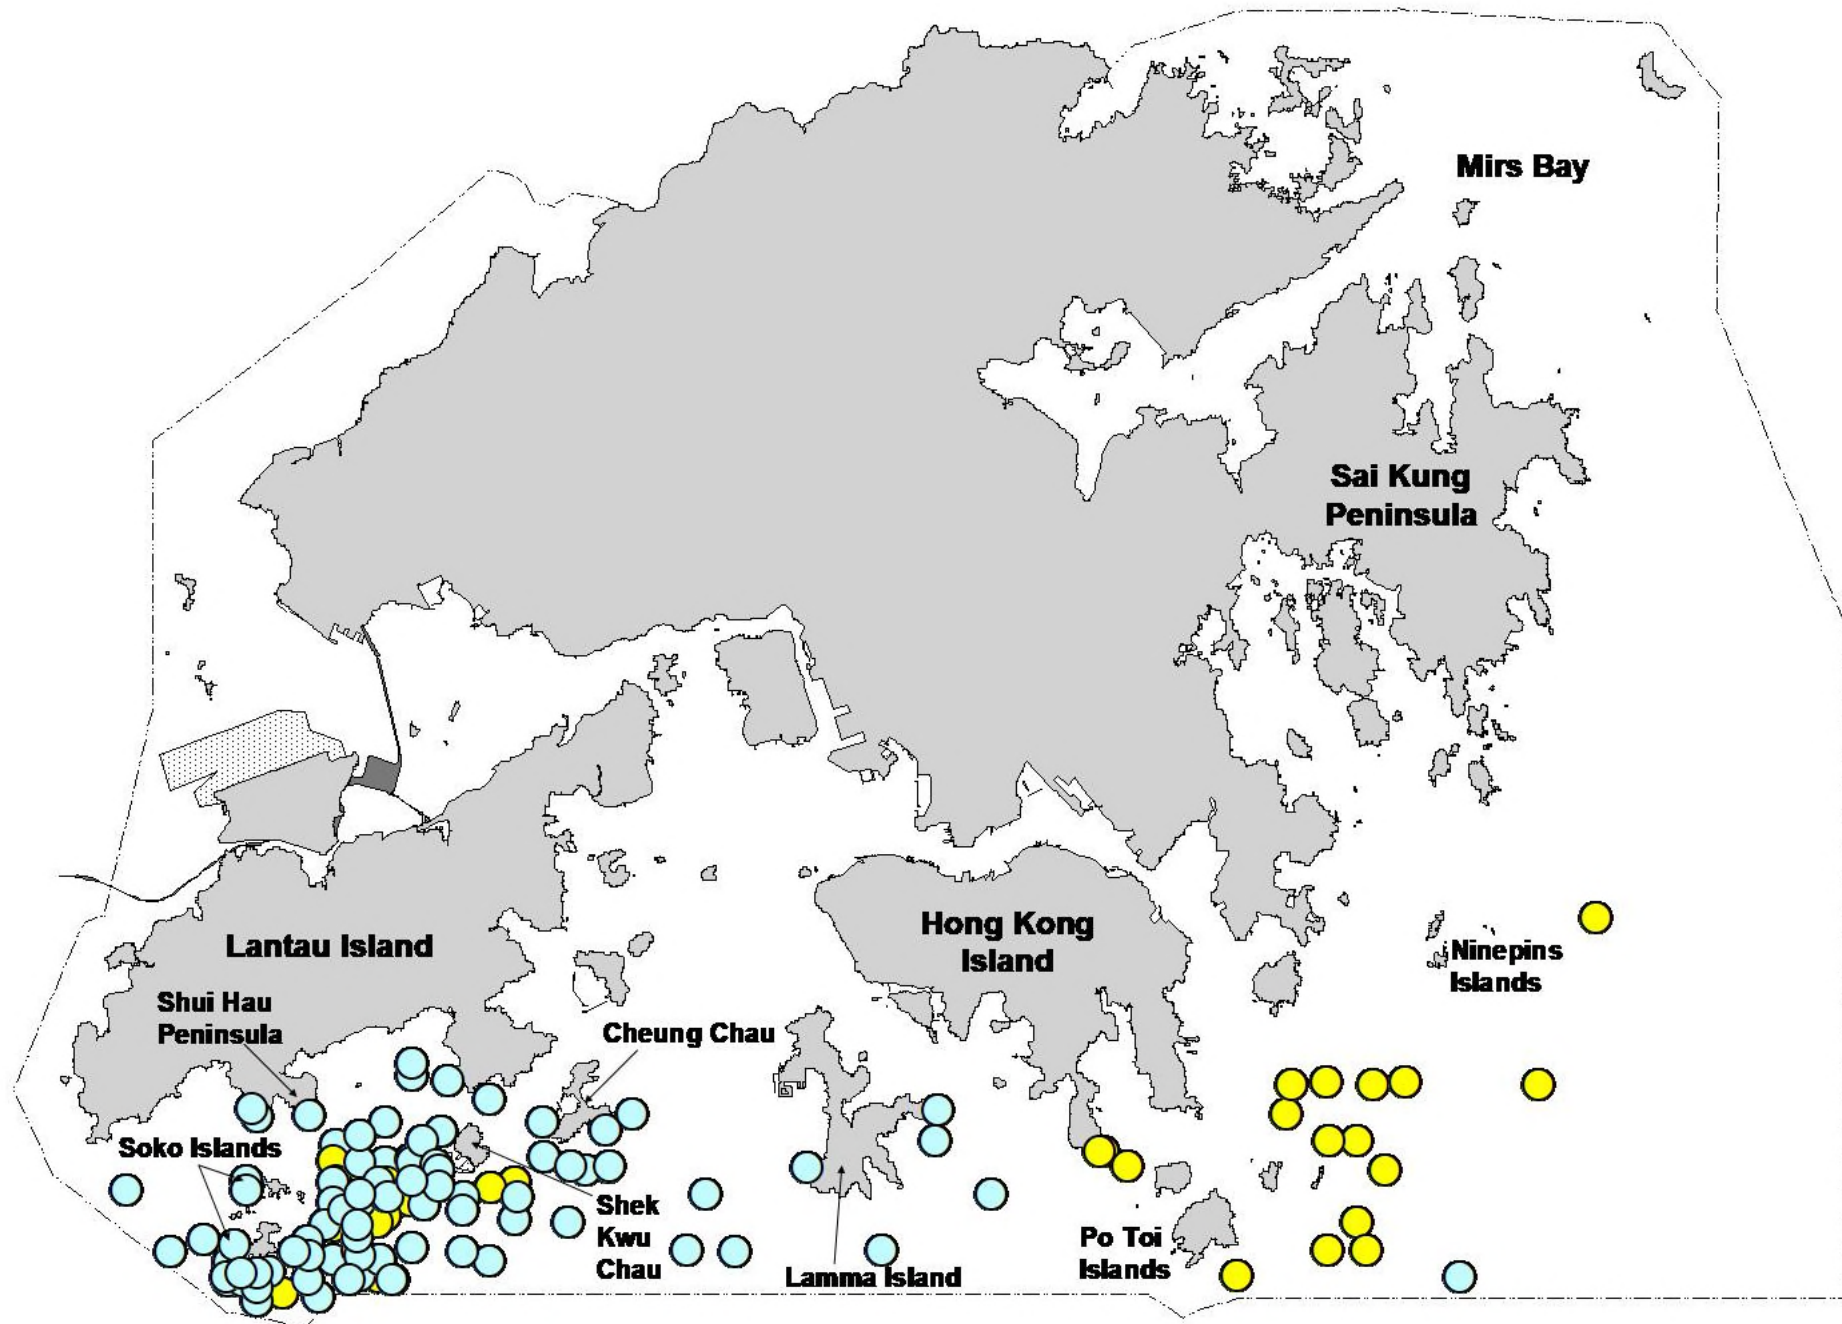 Mirs Bay
Sai Kung
Peninsula
Hong Kong
Island
Lantau Island
Ninepins
Islands
Shui Hau
Peninsula
Cheung Chau
Soko Islands
Shek
Kwu
Chau
Po Toi
Islands
Lamma Island